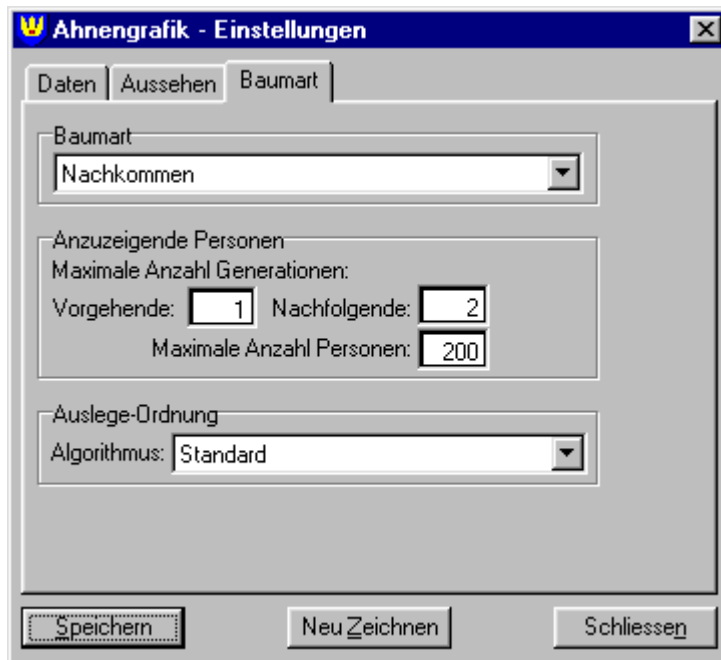 Ahnengrafik - Einstellungen
Daten Aussehen Baumart
Baumart
Nachkommen
Anzuzeigende Personen
Maximale Anzahl Generationen:
Vorgehende: 1 Nachfolgende: 2
Maximale Anzahl Personen: 200
Auslege-Ordnung
Algorithmus: Standard
Speichern Neu Zeichnen Schliessen